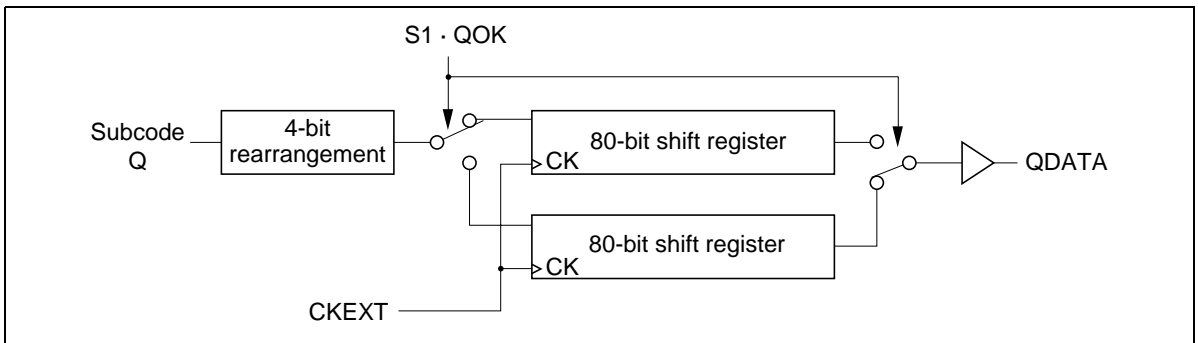 S1 · QOK
Subcode
Q
4-bit
rearrangement
80-bit shift register
CK
QDATA
80-bit shift register
CK
CKEXT